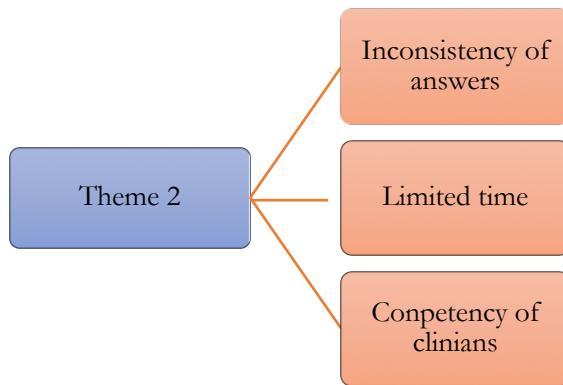 Inconsistency of
answers
Theme 2
Limited time
Conpetency of
clinians